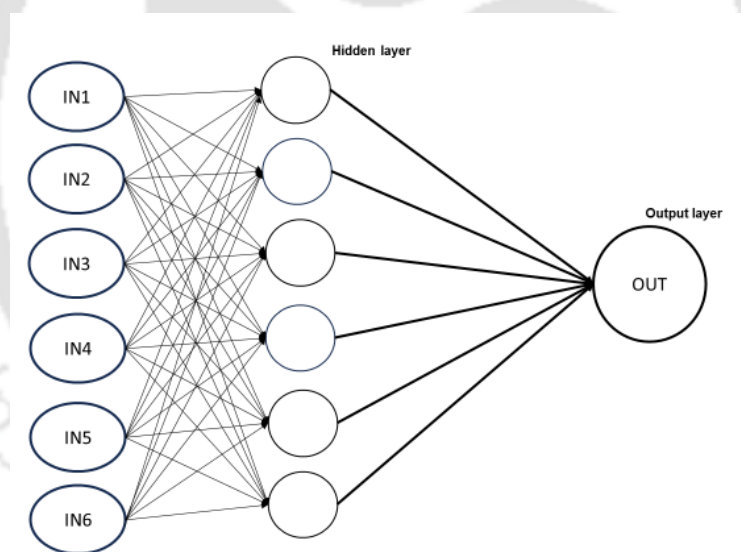 Hidden layer
IN1
IN2
IN3
IN4
IN5
IN6
Output layer
OUT